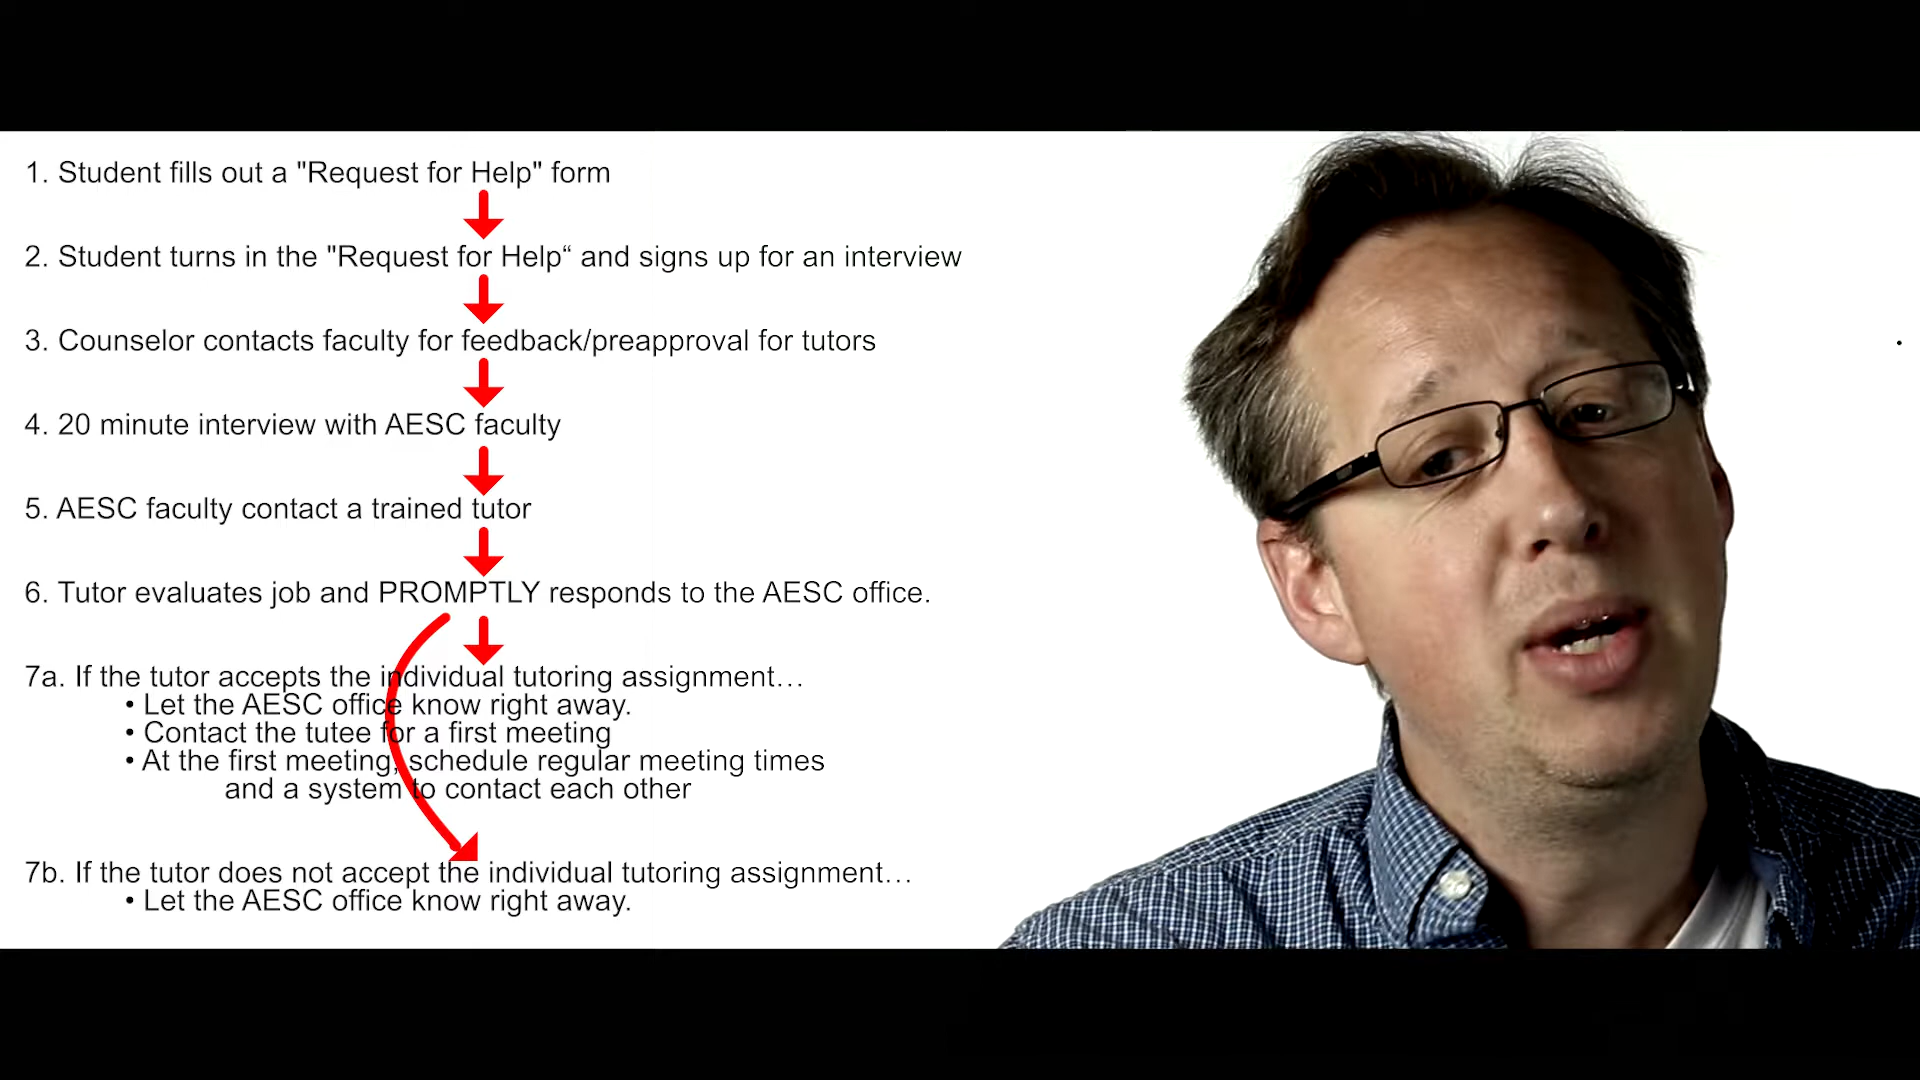 1. Student fills out a "Request for Help" form
2. Student turns in the "Request for Help“ and signs up for an interview
3. Counselor contacts faculty for feedback/preapproval for tutors
4. 20 minute interview with AESC faculty
5. AESC faculty contact a trained tutor
6. Tutor evaluates job and PROMPTLY responds to the AESC office.
7a. If the tutor accepts the individual tutoring assignment…
• Let the AESC office know right away.
• Contact the tutee for a first meeting
• At the first meeting, schedule regular meeting times
and a system to contact each other
7b. If the tutor does not accept the individual tutoring assignment…
• Let the AESC office know right away.